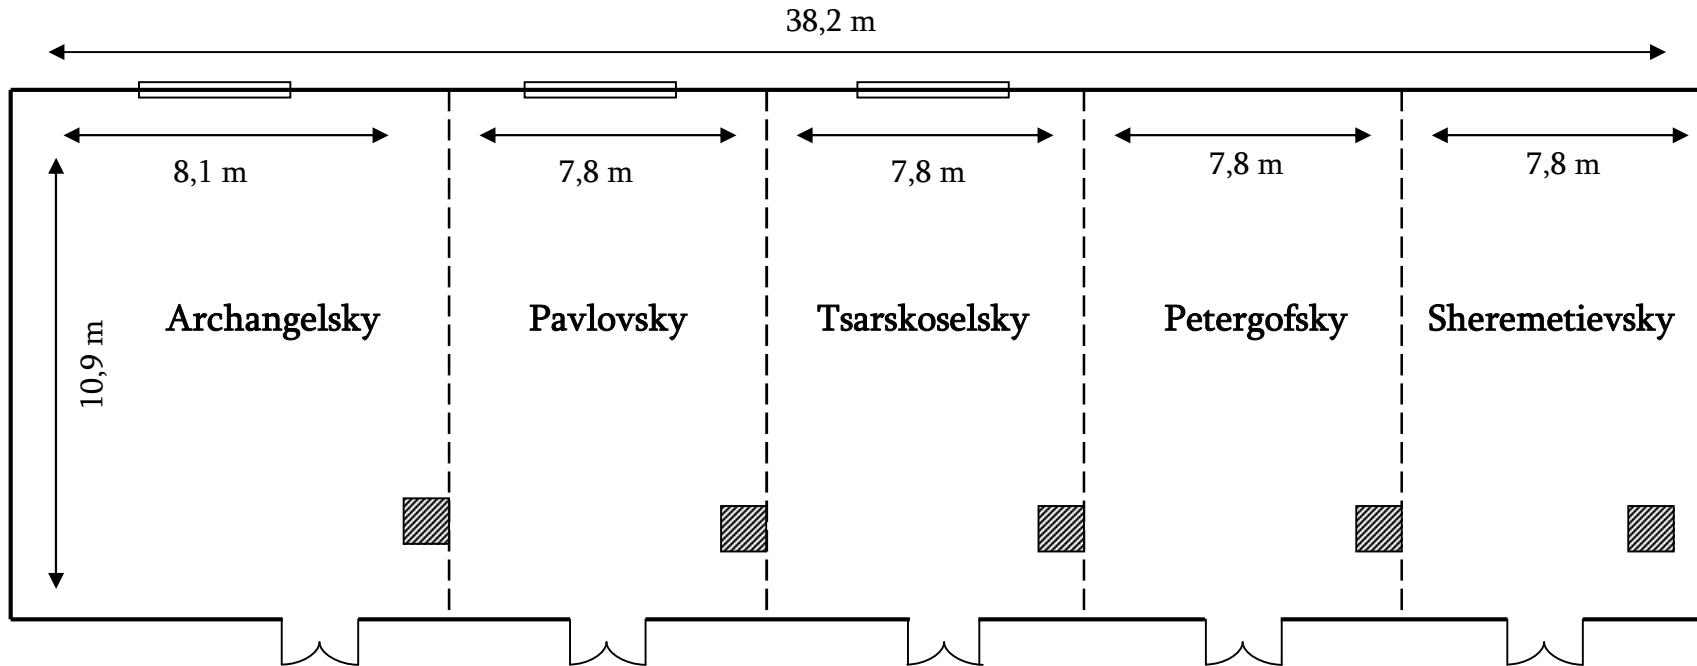 38,2 m
8,1 m
7,8 m
7,8 m
7,8 m
7,8 m
10,9 m
Archangelsky
Pavlovsky
Tsarskoselsky
Petergofsky
Sheremetievsky